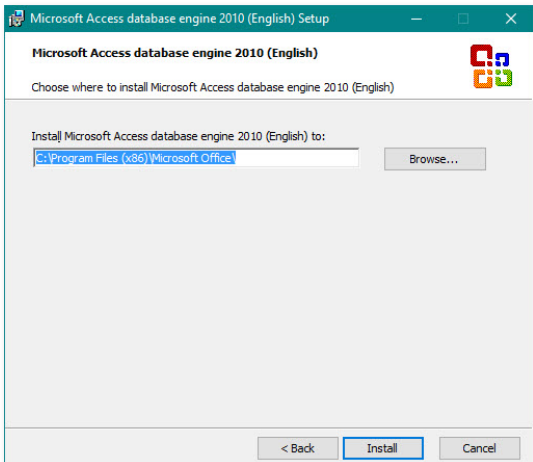 Microsoft Access database engine 2010 (English) Setup
Microsoft Access database engine 2010 (English)
Choose where to install Microsoft Access database engine 2010 (English)
Install Microsoft Access database engine 2010 (English) to:
C:\Program Files (x86)\Microsoft Office\
Browse...
< Back
Install
Cancel